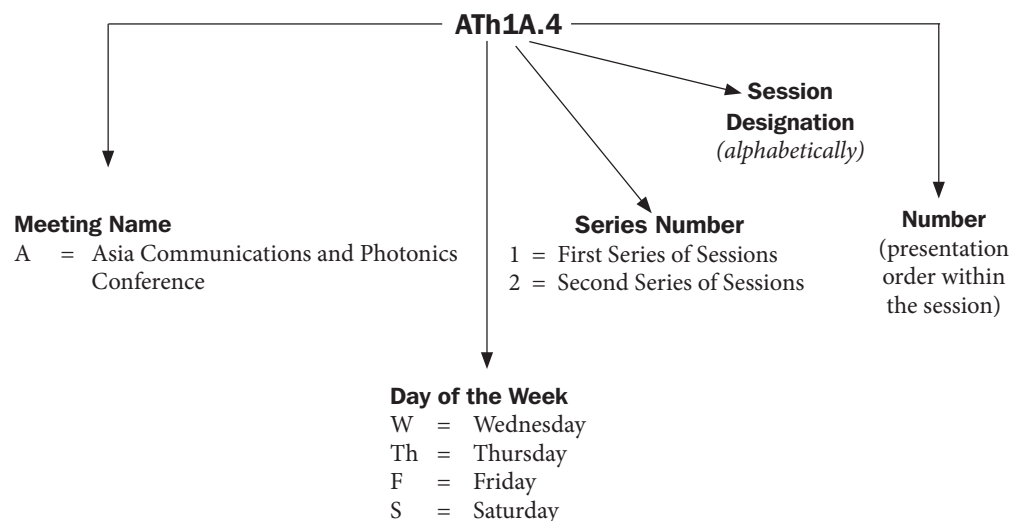 ATh1A.4
Session
Designation
(alphabetically)
Meeting Name
A = Asia Communications and Photonics
Conference
Series Number
1 = First Series of Sessions
2 = Second Series of Sessions
Number
(presentation
order within
the session)
Day of the Week
W = Wednesday
Th = Thursday
F = Friday
S = Saturday